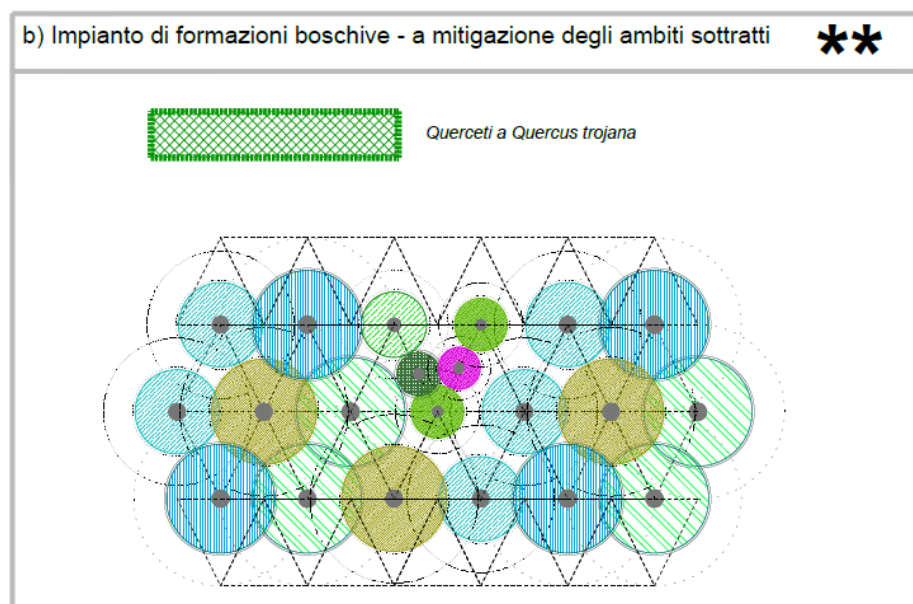 b) Impianto di formazioni boschive - a mitigazione degli ambiti sottratti **
Querceti a Quercus trojana